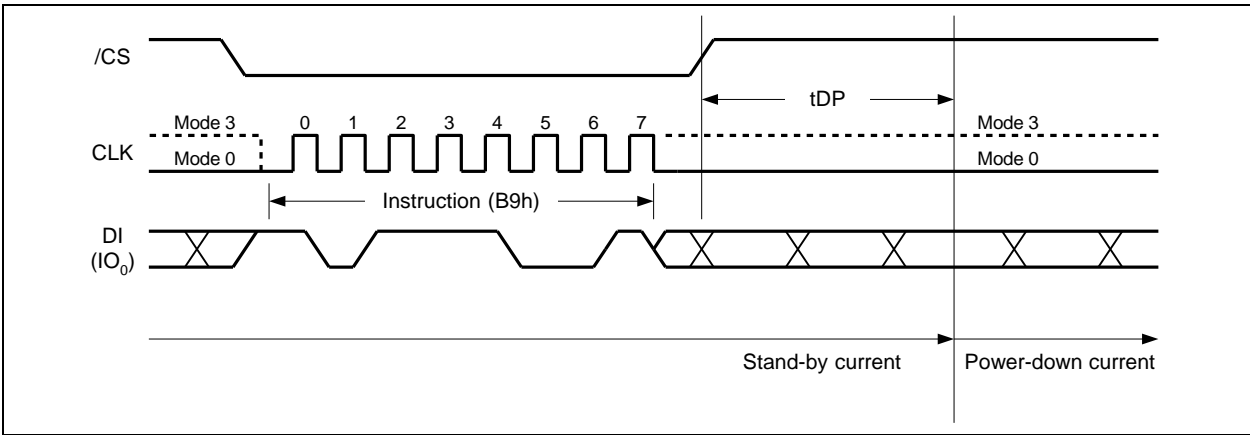 /CS
tDP
Mode 3 0 1 2 3 4 5 6 7 Mode 3
CLK
Mode 0 Mode 0
Instruction (B9h)
DI
(IO0)
Stand-by current Power-down current